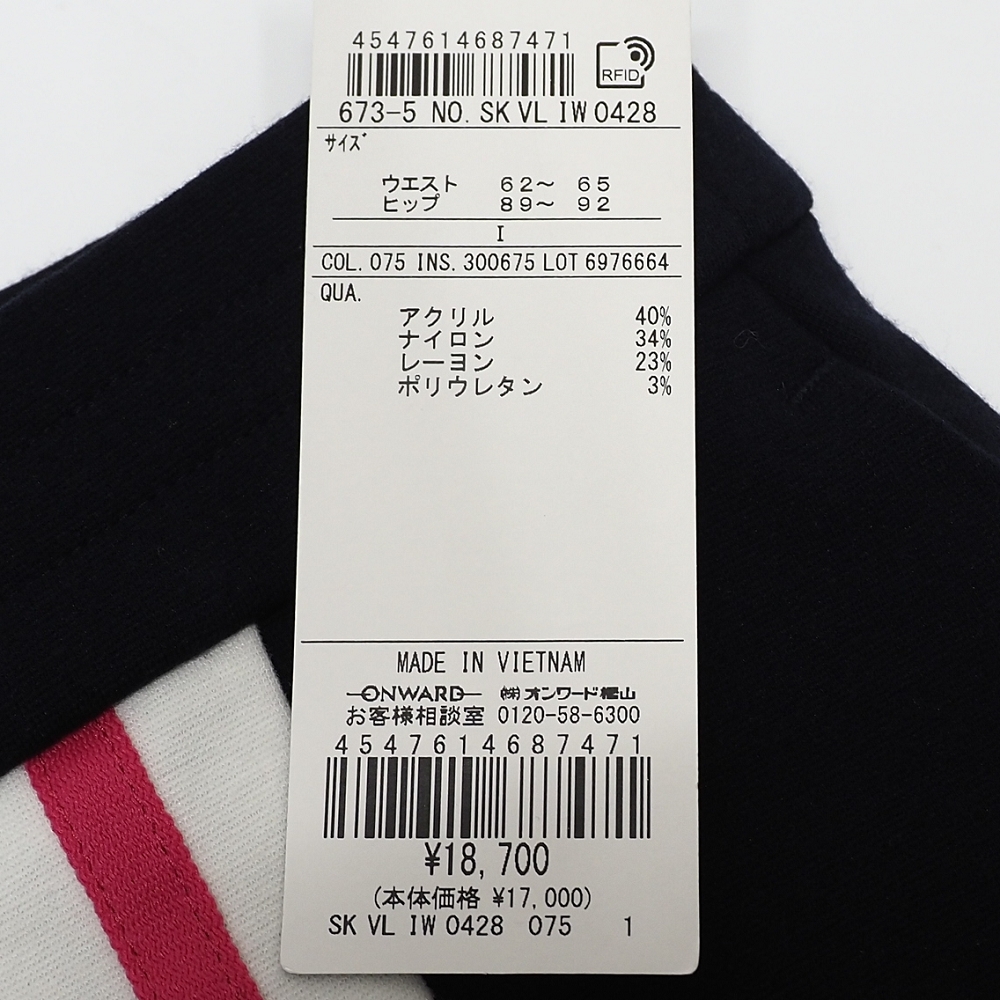 4547614687471
RFID
673-5 NO. SK VL IW 0428
サイズ
ウエスト 62〜 65
ヒップ 89〜 92
I
COL. 075 INS. 300675 LOT 6976664
QUA.
アクリル 40%
ナイロン 34%
レーヨン 23%
ポリウレタン 3%
MADE IN VIETNAM
ONWARD ㈱オンワード樫山
お客様相談室 0120-58-6300
4547614687471
¥18,700
(本体価格 ¥17,000)
SK VL IW 0428 075 1